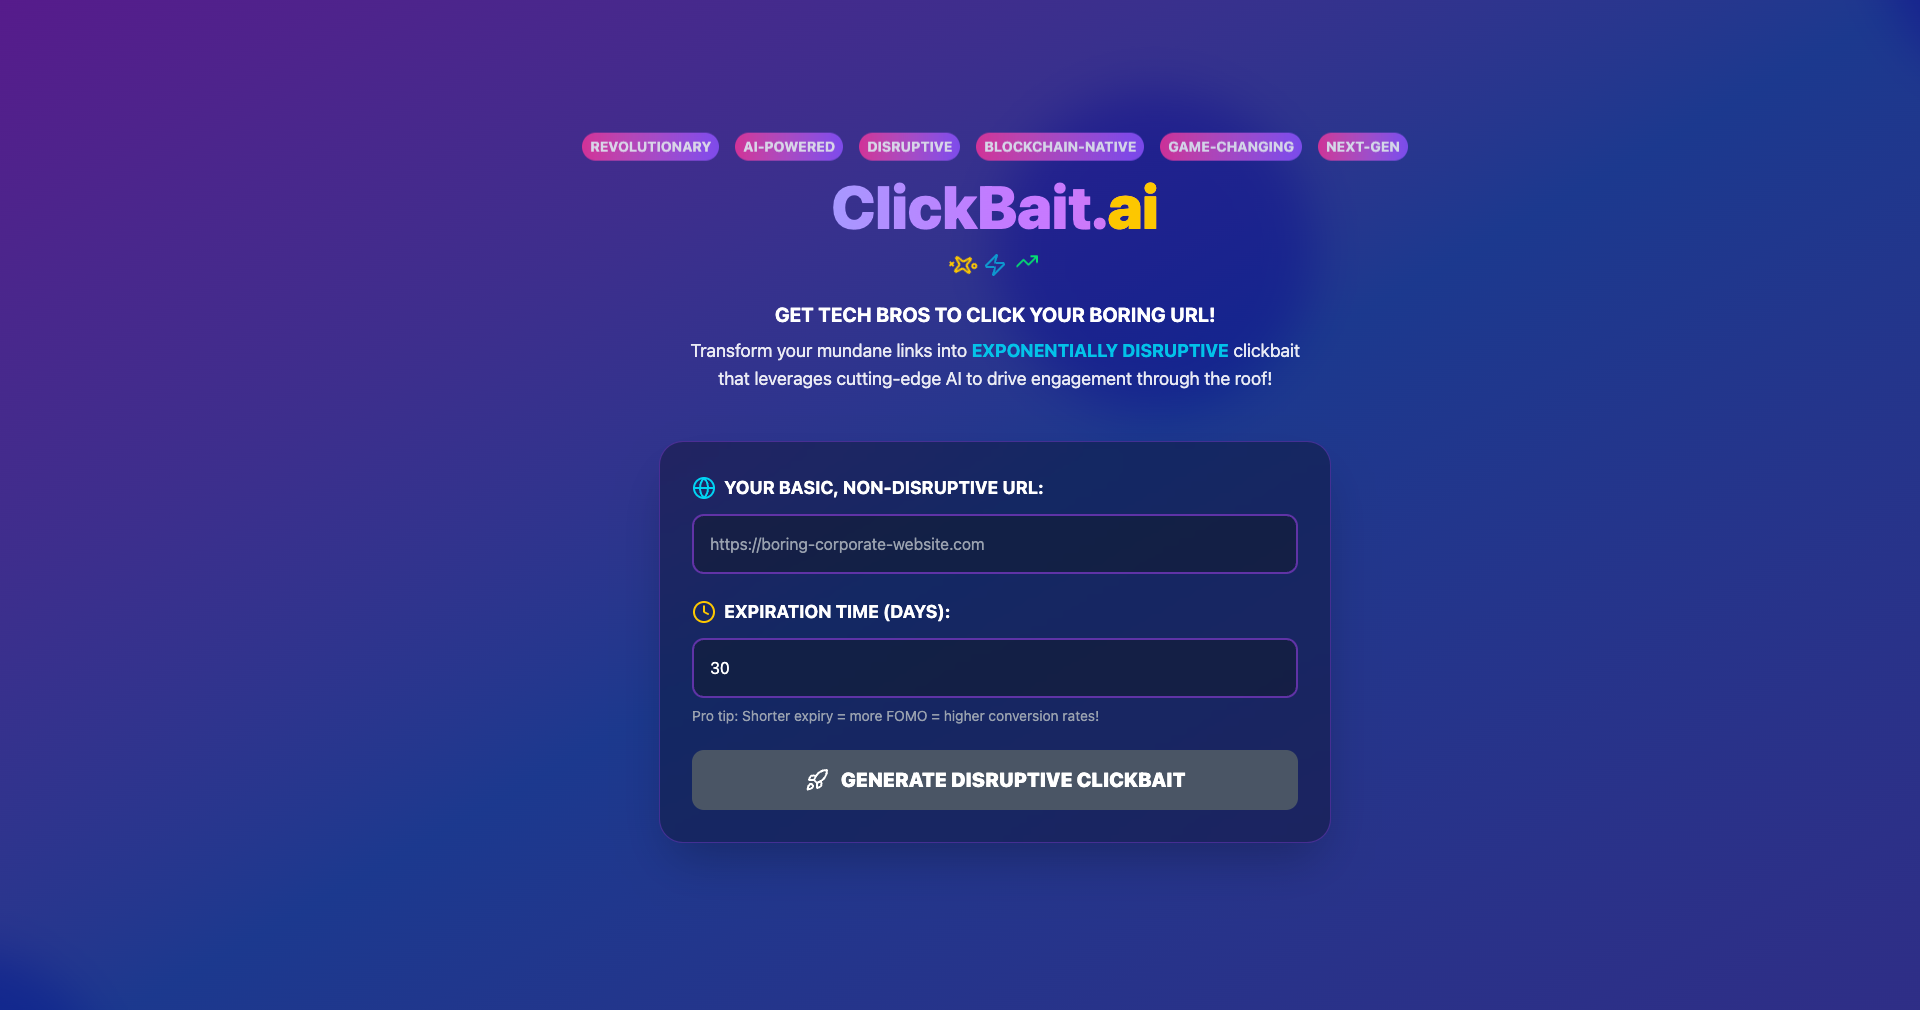 REVOLUTIONARY AI-POWERED DISRUPTIVE BLOCKCHAIN-NATIVE GAME-CHANGING NEXT-GEN
ClickBait.ai
GET TECH BROS TO CLICK YOUR BORING URL!
Transform your mundane links into EXPONENTIALLY DISRUPTIVE clickbait
that leverages cutting-edge AI to drive engagement through the roof!
YOUR BASIC, NON-DISRUPTIVE URL:
https://boring-corporate-website.com
EXPIRATION TIME (DAYS):
30
Pro tip: Shorter expiry = more FOMO = higher conversion rates!
GENERATE DISRUPTIVE CLICKBAIT